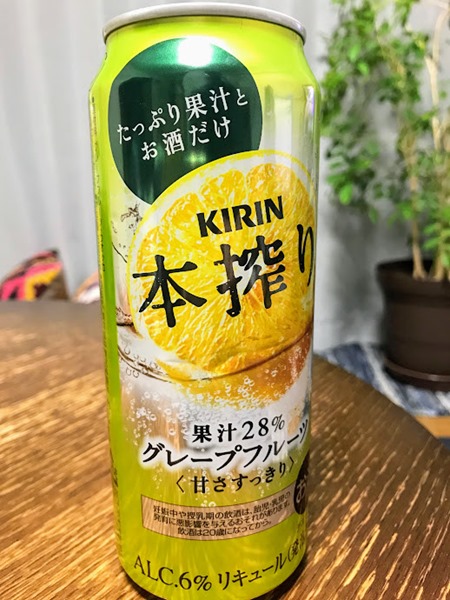 たっぷり果汁と
お酒だけ
KIRIN
本搾り
果汁28%
グレープフルーツ
〈甘さすっきり〉
妊娠中や授乳期の飲酒は、胎児・乳児の
発育に悪影響を与えるおそれがあります。
飲酒は20歳になってから。
ALC.6% リキュール(発